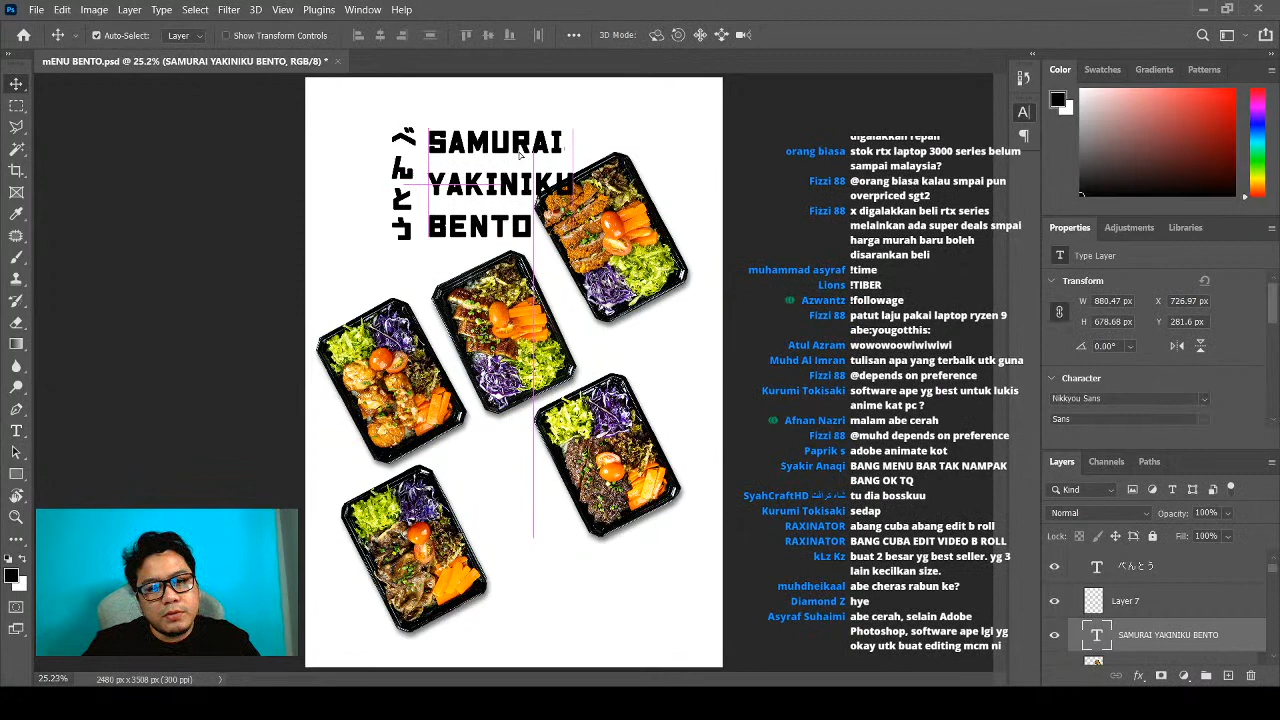 File Edit Image Layer Type Select Filter 3D View Plugins Window Help
Auto-Select: Layer Show Transform Controls 3D Mode:
mENU BENTO.psd @ 25.2% (SAMURAI YAKINIKU BENTO, RGB/8) *
べんとう
SAMURAI
YAKINIKU
BENTO
orang biasa stok rtx laptop 3000 series belum
sampai malaysia?
Fizzi 88 @orang biasa kalau smpai pun
overpriced sgt2
Fizzi 88 x digalakkan beli rtx series
melainkan ada super deals smpai
harga murah baru boleh
disarankan beli
muhammad asyraf !time
Lions !TIBER
Azwantz !followage
Fizzi 88 patut laju pakai laptop ryzen 9
abe:yougotthis:
Atul Azram wowowoowiwiwiwi
Muhd Al Imran tulisan apa yang terbaik utk guna
Fizzi 88 @depends on preference
Kurumi Tokisaki software ape yg best untuk lukis
anime kat pc ?
Afnan Nazri malam abe cerah
Fizzi 88 @muhd depends on preference
Paprik s adobe animate kot
Syakir Anaqi BANG MENU BAR TAK NAMPAK
BANG OK TQ
SyahCraftHD tu dia bosskuu
Kurumi Tokisaki sedap
RAXINATOR abang cuba abang edit b roll
RAXINATOR BANG CUBA EDIT VIDEO B ROLL
kLz Kz buat 2 besar yg best seller. yg 3
lain kecilkan size.
muhdheikaal abe cheras rabun ke?
Diamond Z hye
Asyraf Suhaimi abe cerah, selain Adobe
Photoshop, software ape lgi yg
okay utk buat editing mcm ni
Color Swatches Gradients Patterns
Properties Adjustments Libraries
Type Layer
Transform
W 880.47 px X 726.97 px
H 678.68 px Y 281.6 px
0.00°
Character
Nikkyou Sans
Sans
Layers Channels Paths
Kind
Normal Opacity: 100%
Lock: Fill: 100%
べんとう
Layer 7
SAMURAI YAKINIKU BENTO
25.23% 2480 px x 3508 px (300 ppi)